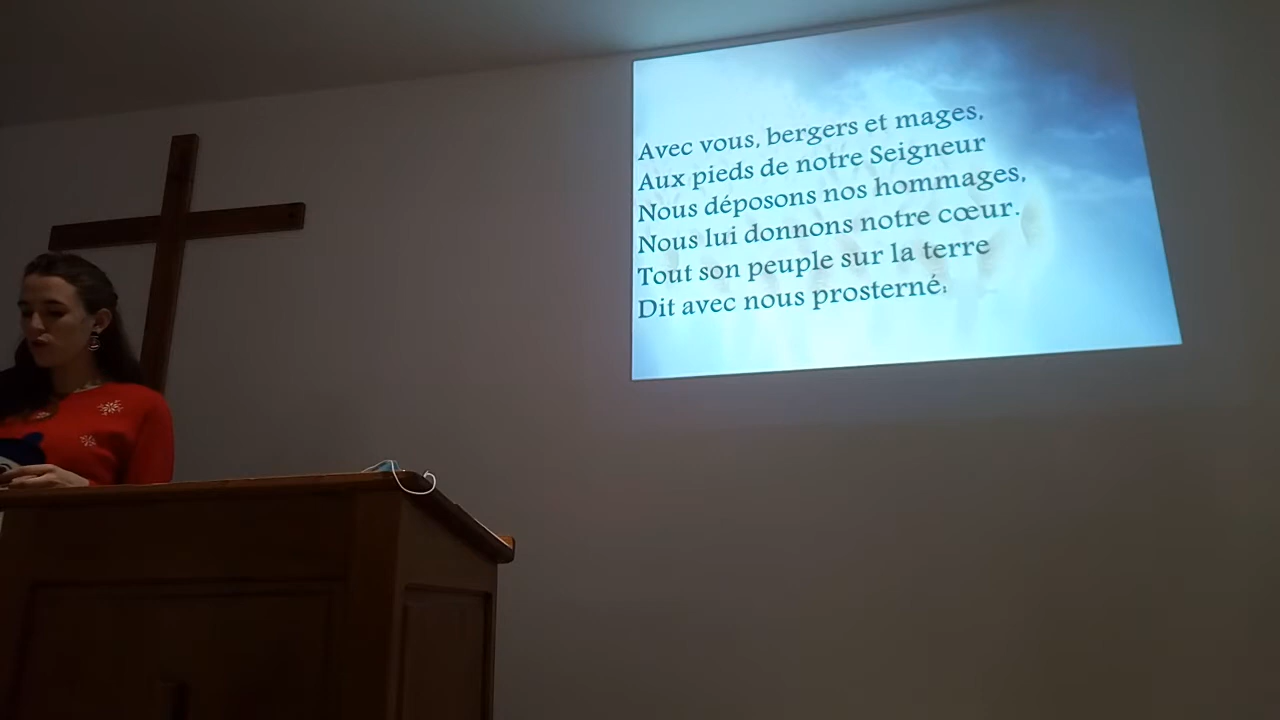 Avec vous, bergers et mages,
Aux pieds de notre Seigneur
Nous déposons nos hommages,
Nous lui donnons notre cœur.
Tout son peuple sur la terre
Dit avec nous prosterné: